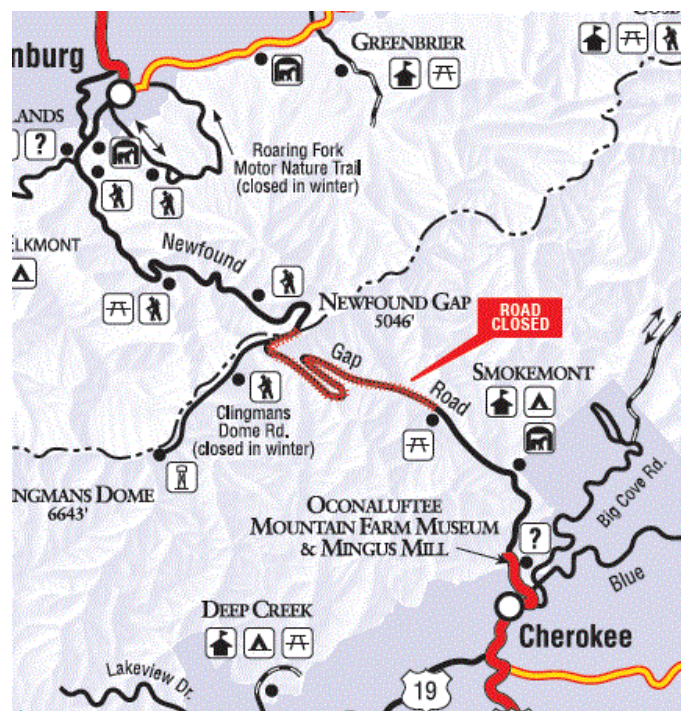 nburg
GREENBRIER
LANDS
?
Roaring Fork
Motor Nature Trail
(closed in winter)
ELKMONT
Newfound
NEWFOUND GAP
5046'
ROAD
CLOSED
Gap
Road
SMOKEMONT
Clingmans
Dome Rd.
(closed in winter)
NGMANS DOME
6643'
Big Cove Rd.
OCONALUFTEE
MOUNTAIN FARM MUSEUM
& MINGUS MILL
?
Blue
DEEP CREEK
Cherokee
Lakeview Dr.
19